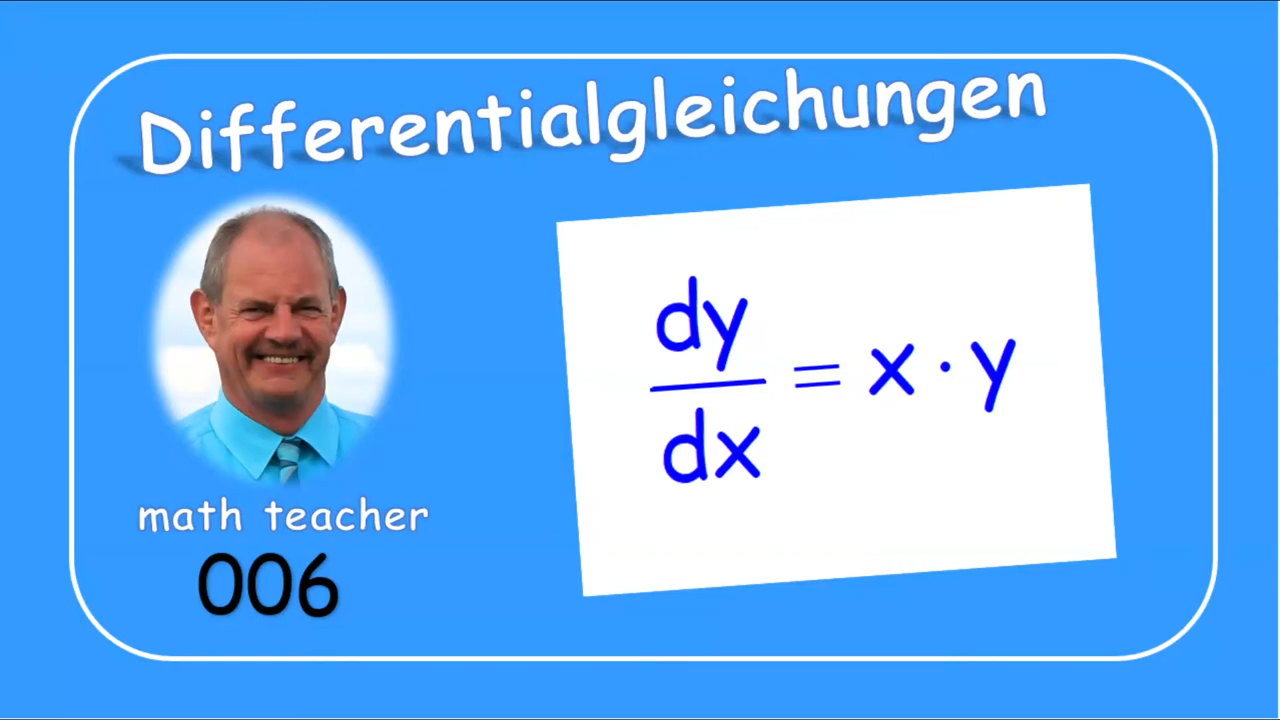 Differentialgleichungen
dy
dx
= x · y
math teacher
006